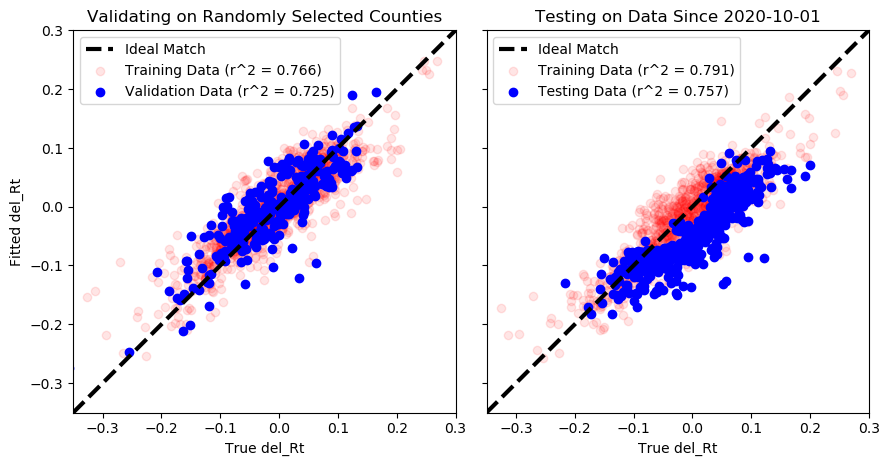 Validating on Randomly Selected Counties
Ideal Match
Training Data (r^2 = 0.766)
Validation Data (r^2 = 0.725)
0.3
0.2
0.1
0.0
−0.1
−0.2
−0.3
Fitted del_Rt
−0.3 −0.2 −0.1 0.0 0.1 0.2 0.3
True del_Rt
Testing on Data Since 2020-10-01
Ideal Match
Training Data (r^2 = 0.791)
Testing Data (r^2 = 0.757)
−0.3 −0.2 −0.1 0.0 0.1 0.2 0.3
True del_Rt